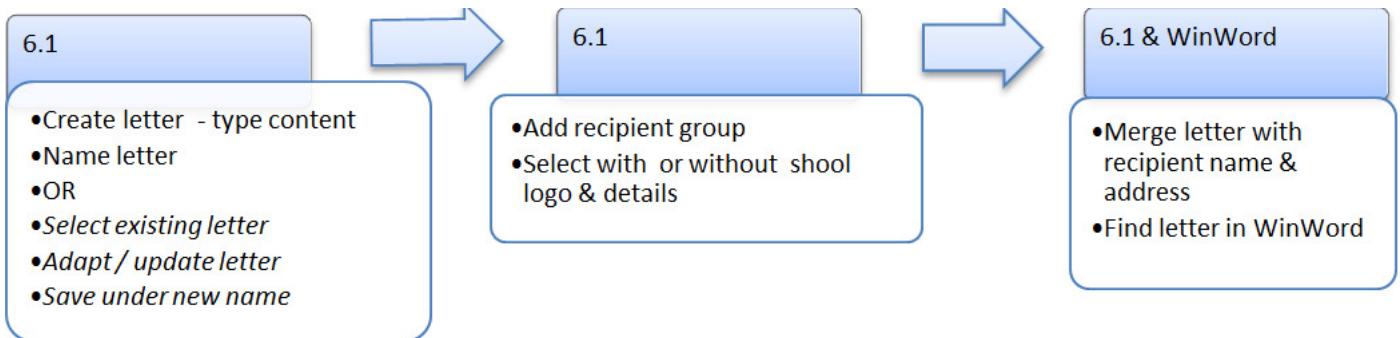 6.1
•Create letter - type content
•Name letter
•OR
•Select existing letter
•Adapt / update letter
•Save under new name
6.1
•Add recipient group
•Select with or without shool
logo & details
6.1 & WinWord
•Merge letter with
recipient name &
address
•Find letter in WinWord